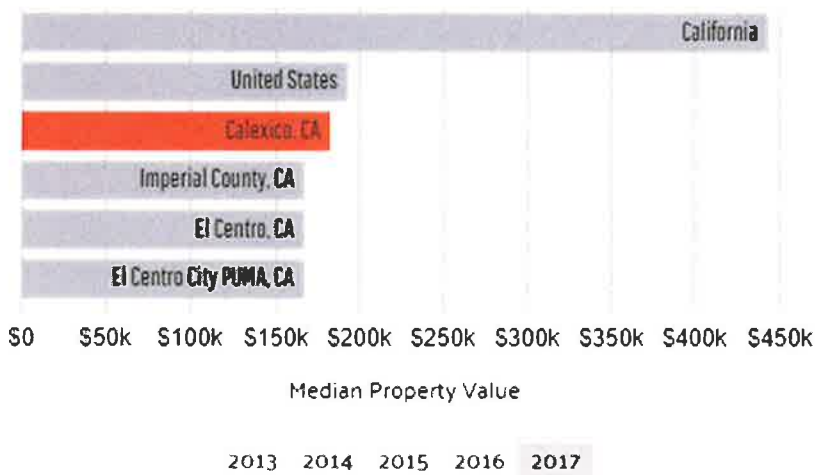 California
United States
Calexico, CA
Imperial County, CA
El Centro, CA
El Centro City PUMA, CA
$0 $50k $100k $150k $200k $250k $300k $350k $400k $450k
Median Property Value
2013 2014 2015 2016 2017